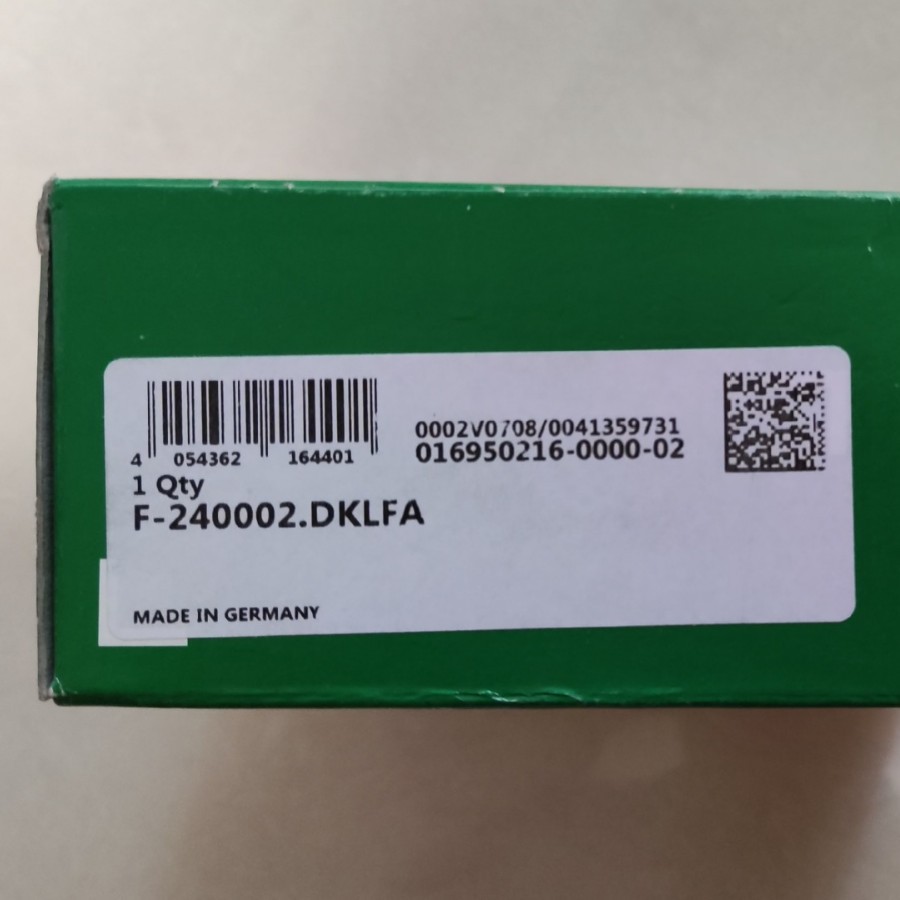 4 054362 164401
0002V0708/0041359731
016950216-0000-02
1 Qty
F-240002.DKLFA
MADE IN GERMANY